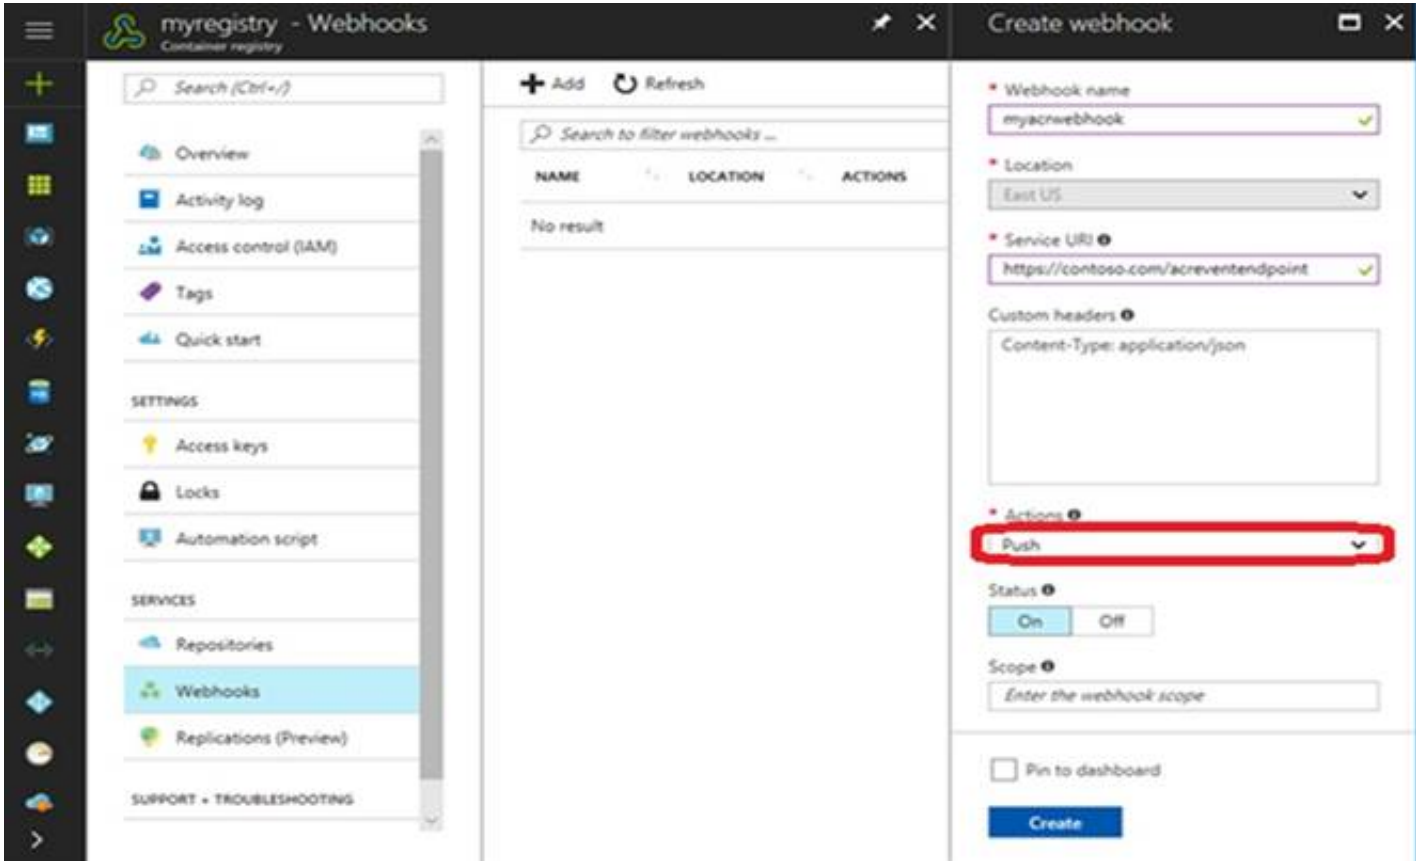 myregistry - Webhooks
Container registry
Search (Ctrl+/)
Overview
Activity log
Access control (IAM)
Tags
Quick start
SETTINGS
Access keys
Locks
Automation script
SERVICES
Repositories
Webhooks
Replications (Preview)
SUPPORT + TROUBLESHOOTING
Add Refresh
Search to filter webhooks ...
NAME LOCATION ACTIONS
No result
Create webhook
* Webhook name
myacrwebhook
* Location
East US
* Service URI
https://contoso.com/acreventendpoint
Custom headers
Content-Type: application/json
* Actions
Push
Status
On Off
Scope
Enter the webhook scope
Pin to dashboard
Create